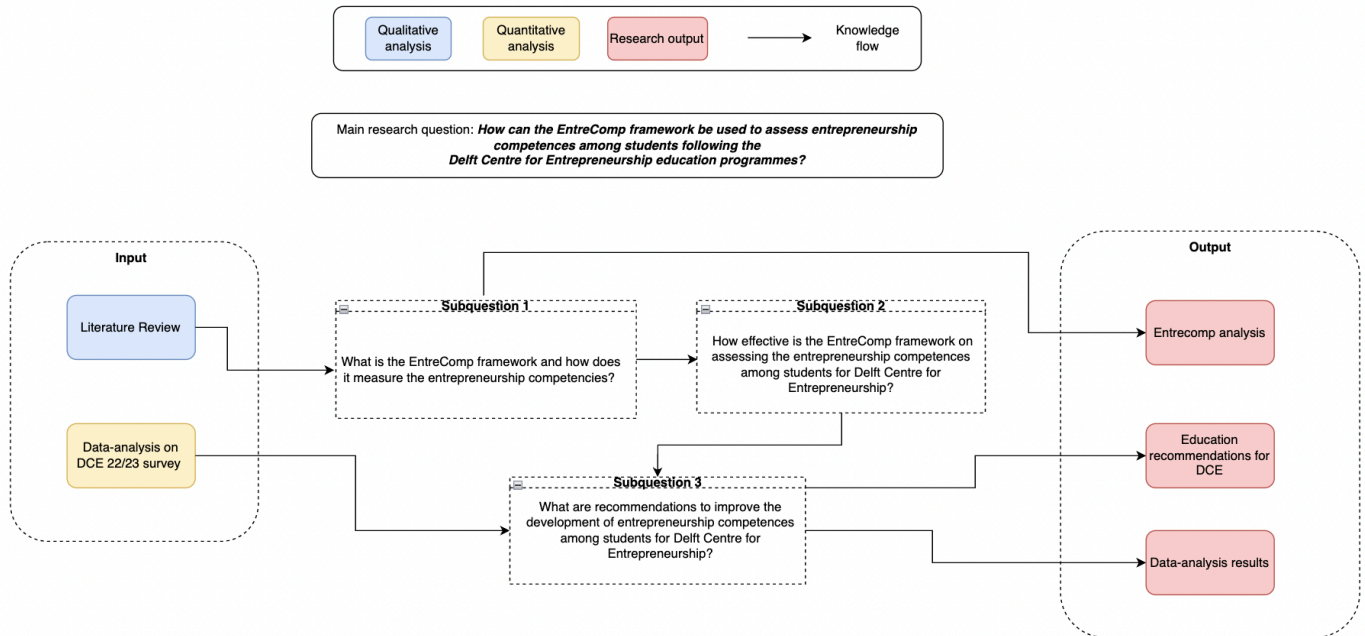 Qualitative
analysis
Quantitative
analysis
Research output
Knowledge
flow
Main research question: How can the EntreComp framework be used to assess entrepreneurship
competences among students following the
Delft Centre for Entrepreneurship education programmes?
Input
Literature Review
Data-analysis on
DCE 22/23 survey
Subquestion 1
What is the EntreComp framework and how does
it measure the entrepreneurship competencies?
Subquestion 2
How effective is the EntreComp framework on
assessing the entrepreneurship competences
among students for Delft Centre for
Entrepreneurship?
Subquestion 3
What are recommendations to improve the
development of entrepreneurship competences
among students for Delft Centre for
Entrepreneurship?
Output
Entrecomp analysis
Education
recommendations for
DCE
Data-analysis results